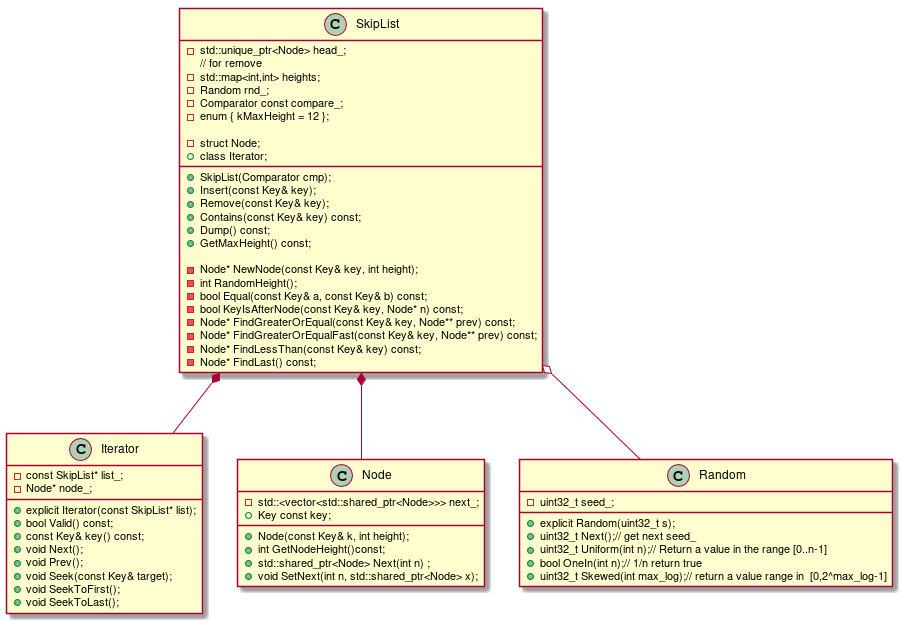 C SkipList
std::unique_ptr<Node> head_;
// for remove
std::map<int,int> heights;
Random rnd_;
Comparator const compare_;
enum { kMaxHeight = 12 };
struct Node;
class Iterator;
SkipList(Comparator cmp);
Insert(const Key& key);
Remove(const Key& key);
Contains(const Key& key) const;
Dump() const;
GetMaxHeight() const;
Node* NewNode(const Key& key, int height);
int RandomHeight();
bool Equal(const Key& a, const Key& b) const;
bool KeyIsAfterNode(const Key& key, Node* n) const;
Node* FindGreaterOrEqual(const Key& key, Node** prev) const;
Node* FindGreaterOrEqualFast(const Key& key, Node** prev) const;
Node* FindLessThan(const Key& key) const;
Node* FindLast() const;
C Iterator
const SkipList* list_;
Node* node_;
explicit Iterator(const SkipList* list);
bool Valid() const;
const Key& key() const;
void Next();
void Prev();
void Seek(const Key& target);
void SeekToFirst();
void SeekToLast();
C Node
std::<vector<std::shared_ptr<Node>>> next_;
Key const key;
Node(const Key& k, int height);
int GetNodeHeight()const;
std::shared_ptr<Node> Next(int n) ;
void SetNext(int n, std::shared_ptr<Node> x);
C Random
uint32_t seed_;
explicit Random(uint32_t s);
uint32_t Next();// get next seed_
uint32_t Uniform(int n);// Return a value in the range [0..n-1]
bool OneIn(int n);// 1/n return true
uint32_t Skewed(int max_log);// return a value range in  [0,2^max_log-1]